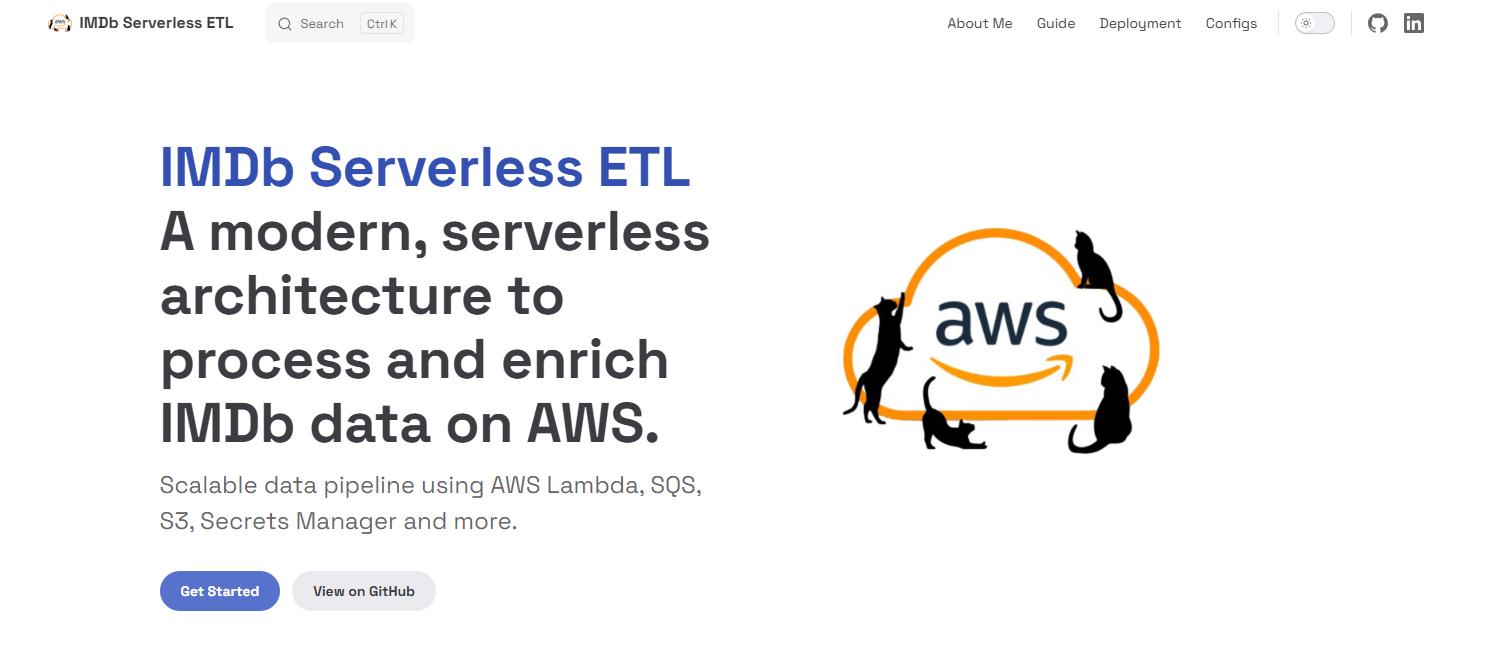 IMDb Serverless ETL
Search
Ctrl K
About Me
Guide
Deployment
Configs
IMDb Serverless ETL
A modern, serverless
architecture to
process and enrich
IMDb data on AWS.
Scalable data pipeline using AWS Lambda, SQS,
S3, Secrets Manager and more.
Get Started
View on GitHub
aws